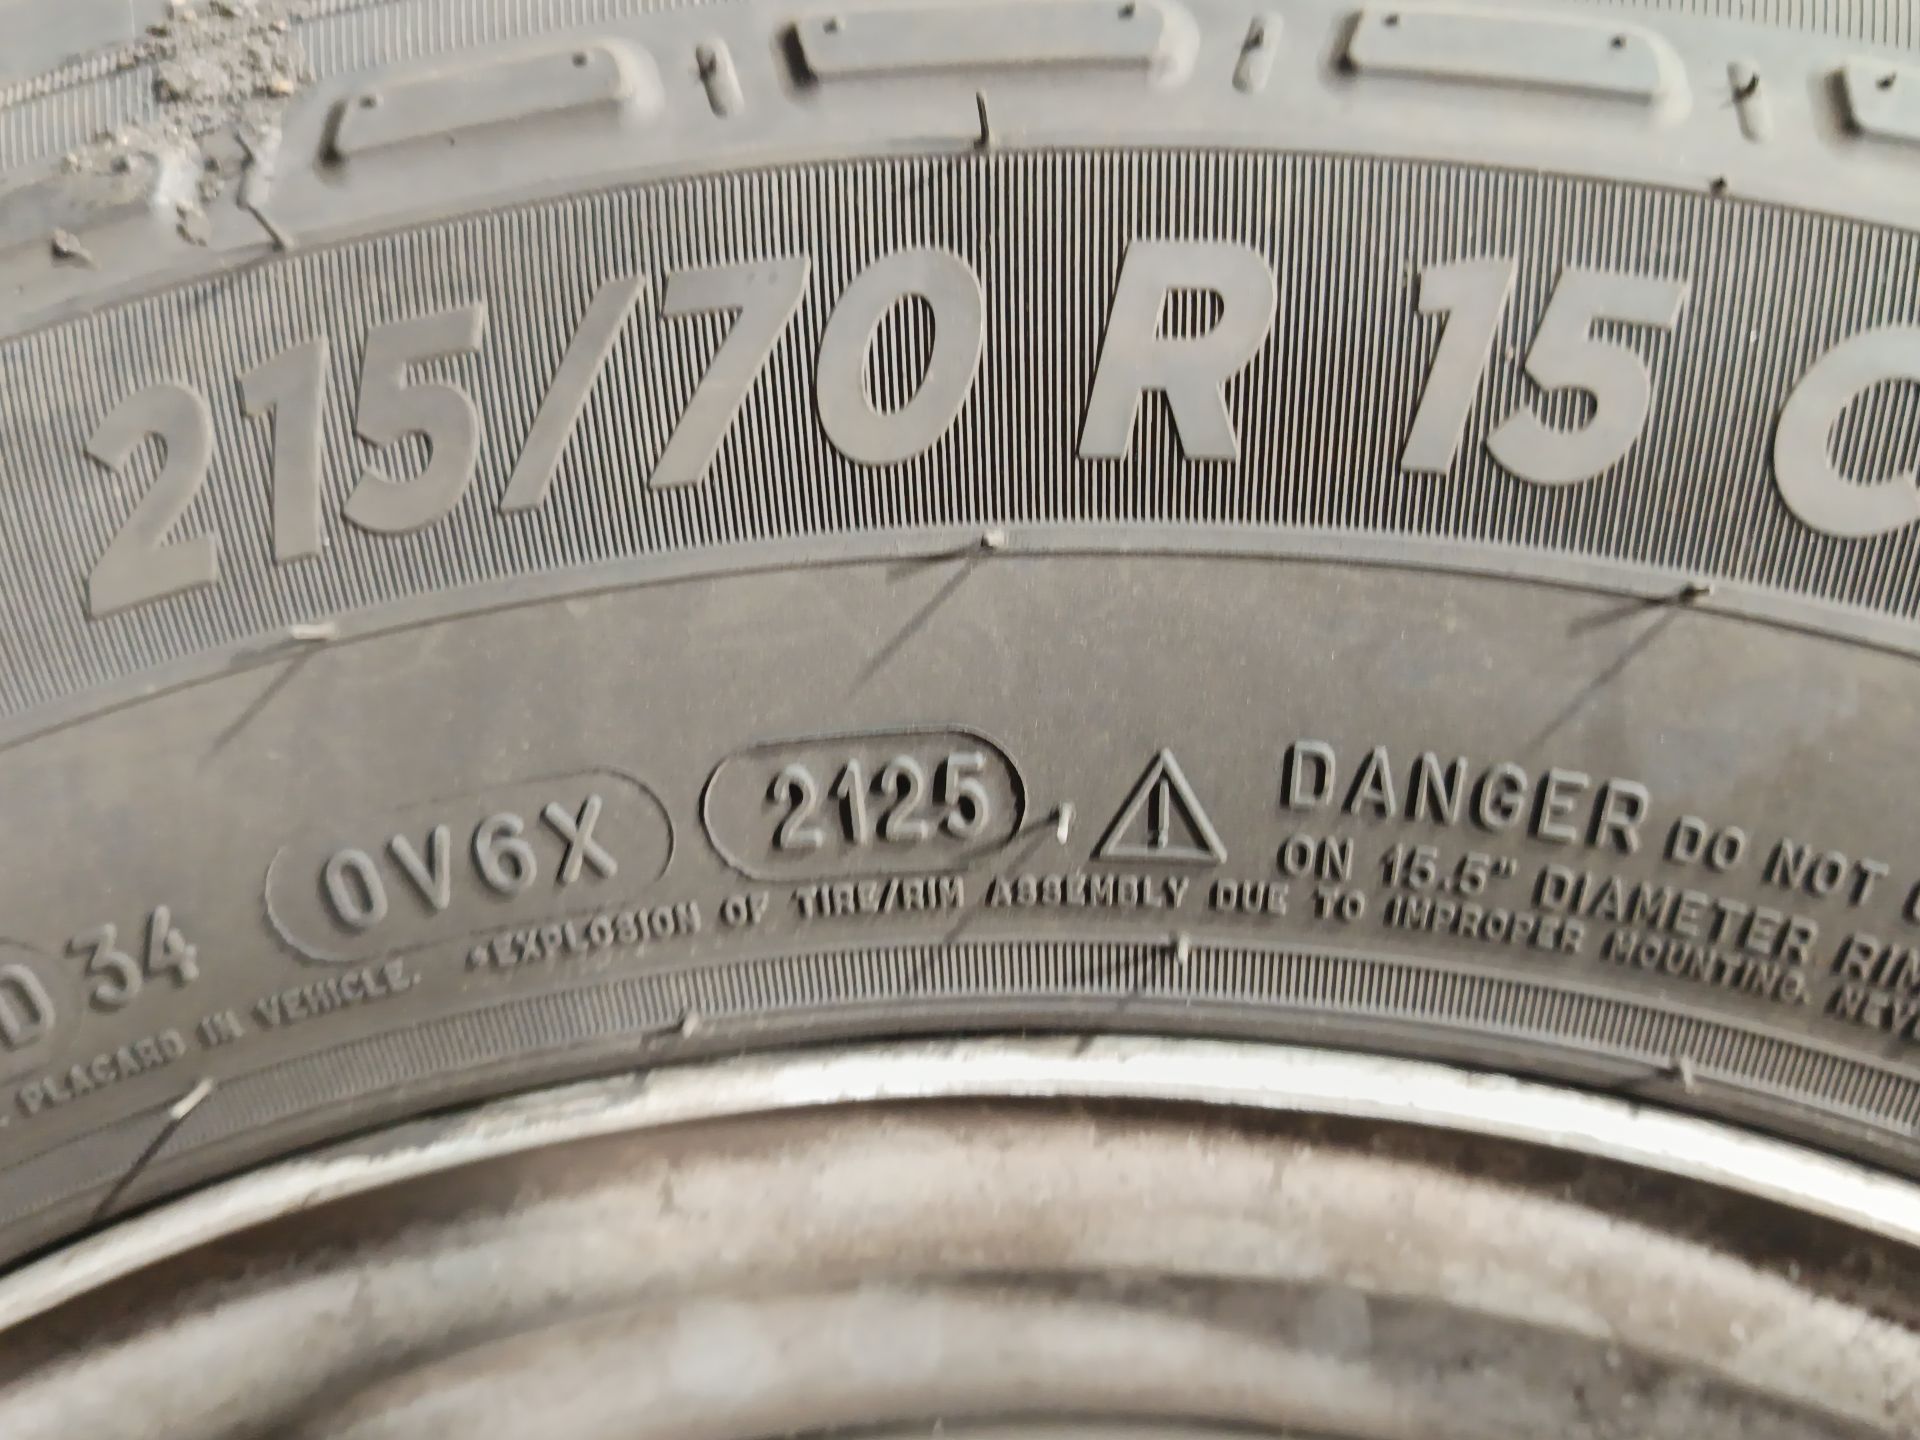 215/70 R 15 C
D 34 0V6X 2125 DANGER DO NOT
ON 15.5" DIAMETER RIM
PLACARD IN VEHICLE. *EXPLOSION OF TIRE/RIM ASSEMBLY DUE TO IMPROPER MOUNTING. NEVE